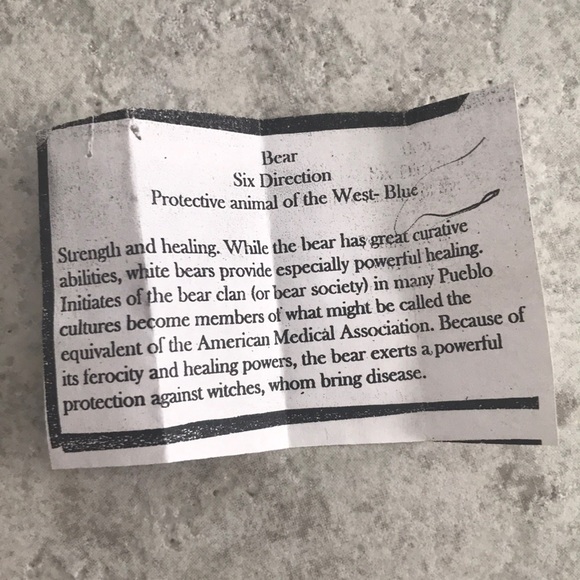 Bear
Six Direction
Protective animal of the West- Blue
Strength and healing. While the bear has great curative
abilities, white bears provide especially powerful healing.
Initiates of the bear clan (or bear society) in many Pueblo
cultures become members of what might be called the
equivalent of the American Medical Association. Because of
its ferocity and healing powers, the bear exerts a powerful
protection against witches, whom bring disease.